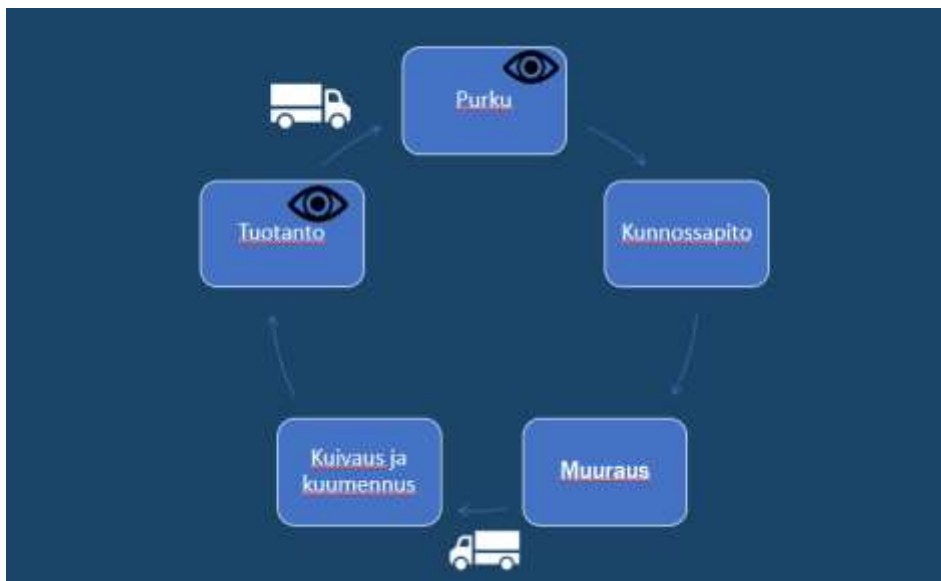 Purku
Kunnossapito
Muuraus
Kuivaus ja
kuumennus
Tuotanto